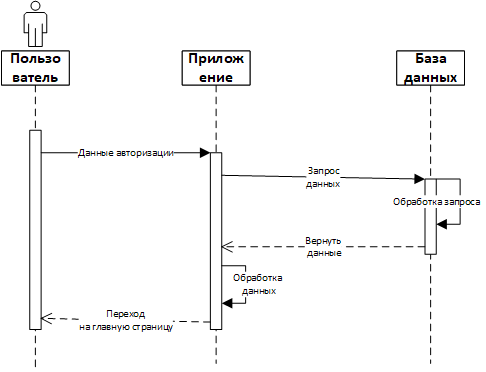 Пользо
ватель
Прилож
ение
База
данных
Данные авторизации
Запрос
данных
Обработка запроса
Вернуть
данные
Обработка
данных
Переход
на главную страницу